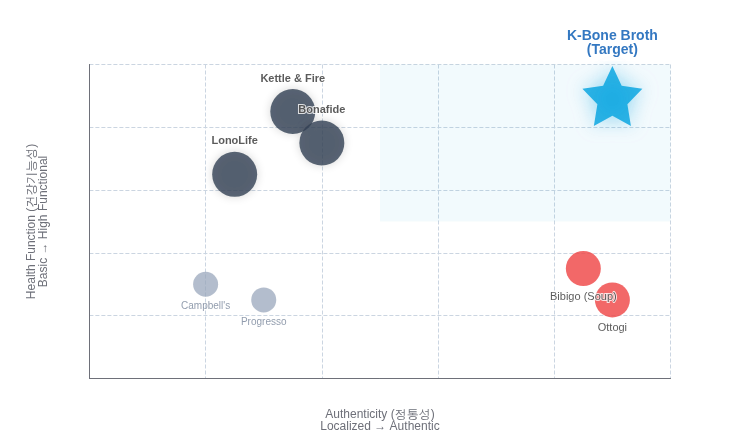 K-Bone Broth
(Target)
Kettle & Fire
Bonafide
LonoLife
Campbell's
Progresso
Bibigo (Soup)
Ottogi
Health Function (건강기능성)
Basic → High Functional
Authenticity (정통성)
Localized → Authentic